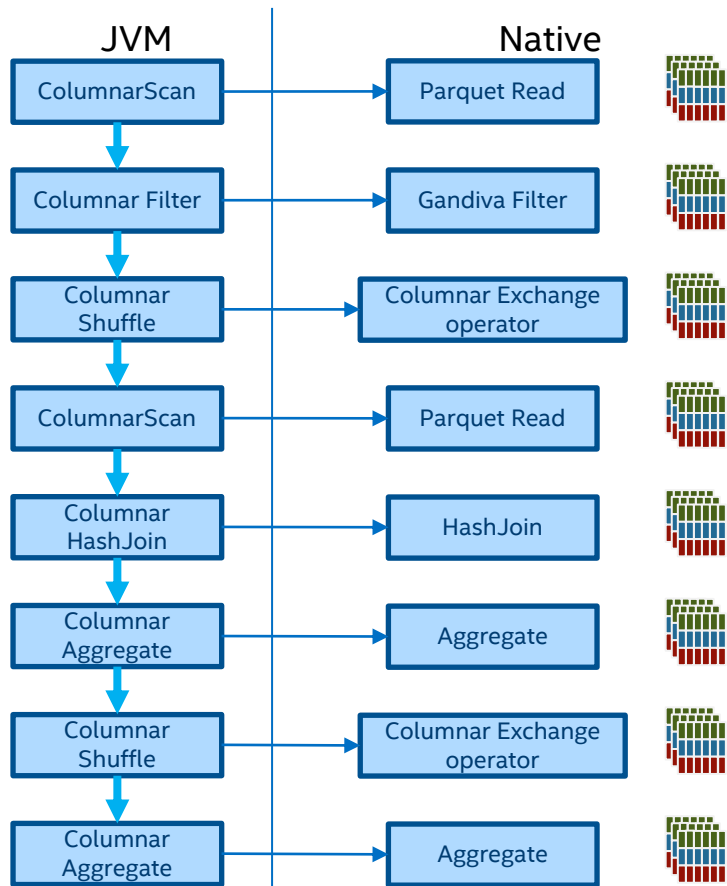 JVM
Native
ColumnarScan
Parquet Read
Columnar Filter
Gandiva Filter
Columnar
Shuffle
Columnar Exchange
operator
ColumnarScan
Parquet Read
Columnar
HashJoin
HashJoin
Columnar
Aggregate
Aggregate
Columnar
Shuffle
Columnar Exchange
operator
Columnar
Aggregate
Aggregate